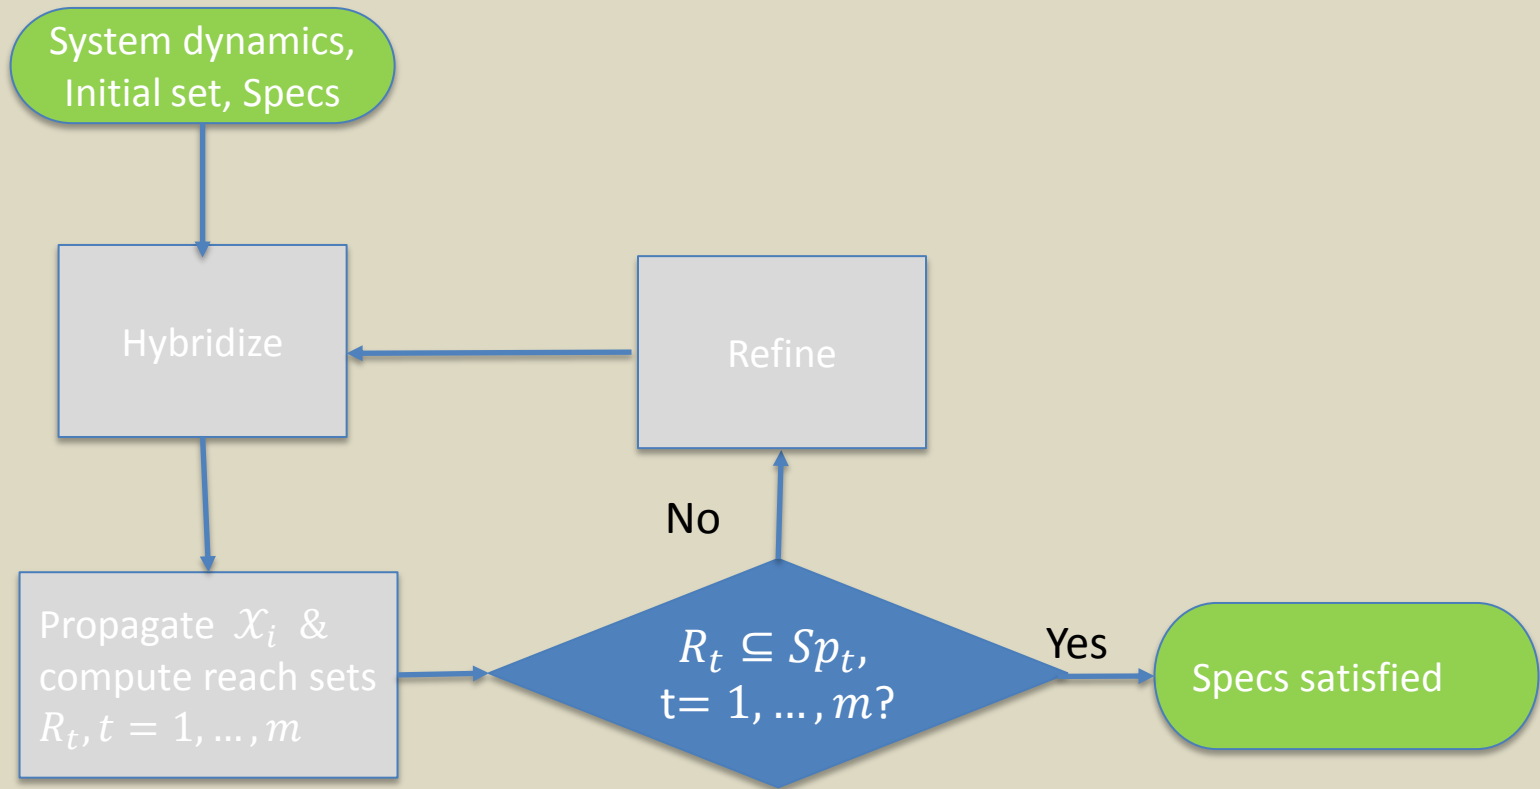 System dynamics,
Initial set, Specs
Hybridize
Refine
No
Propagate 𝒳ᵢ &
compute reach sets
Rₜ, t = 1, … , m
Rₜ ⊆ Spₜ,
t= 1, … , m?
Yes
Specs satisfied